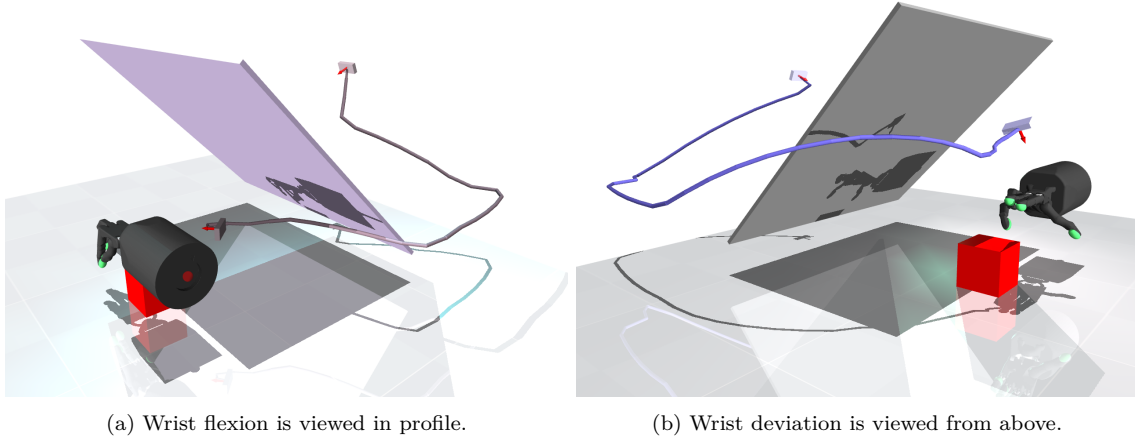 (a) Wrist flexion is viewed in profile.
(b) Wrist deviation is viewed from above.